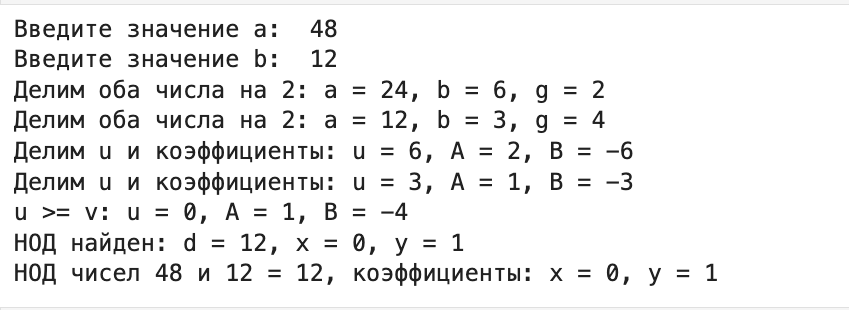 Введите значение a:  48
Введите значение b:  12
Делим оба числа на 2: a = 24, b = 6, g = 2
Делим оба числа на 2: a = 12, b = 3, g = 4
Делим u и коэффициенты: u = 6, A = 2, B = -6
Делим u и коэффициенты: u = 3, A = 1, B = -3
u >= v: u = 0, A = 1, B = -4
НОД найден: d = 12, x = 0, y = 1
НОД чисел 48 и 12 = 12, коэффициенты: x = 0, y = 1